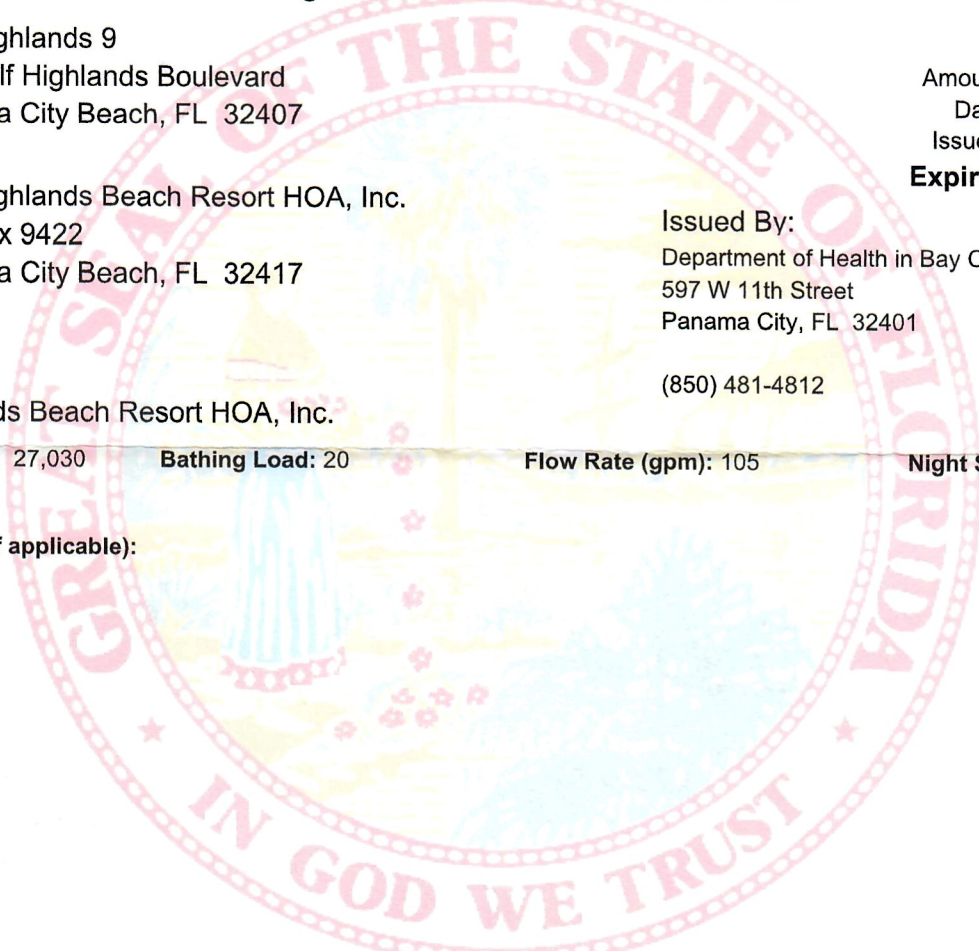 ghlands 9
lf Highlands Boulevard
a City Beach, FL 32407
ghlands Beach Resort HOA, Inc.
x 9422
a City Beach, FL 32417
Amou
Da
Issue
Expir
Issued By:
Department of Health in Bay C
597 W 11th Street
Panama City, FL 32401
(850) 481-4812
ds Beach Resort HOA, Inc.
27,030 Bathing Load: 20 Flow Rate (gpm): 105 Night S
f applicable):
GREAT SEAL OF THE STATE OF FLORIDA
IN GOD WE TRUST